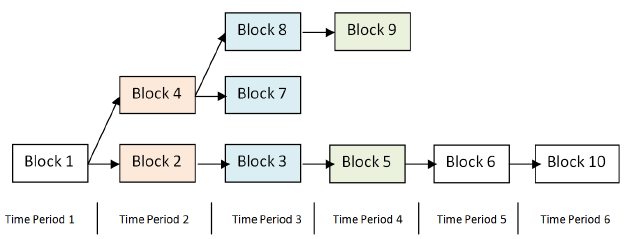 Block 8
Block 9
Block 4
Block 7
Block 1
Block 2
Block 3
Block 5
Block 6
Block 10
Time Period 1
Time Period 2
Time Period 3
Time Period 4
Time Period 5
Time Period 6